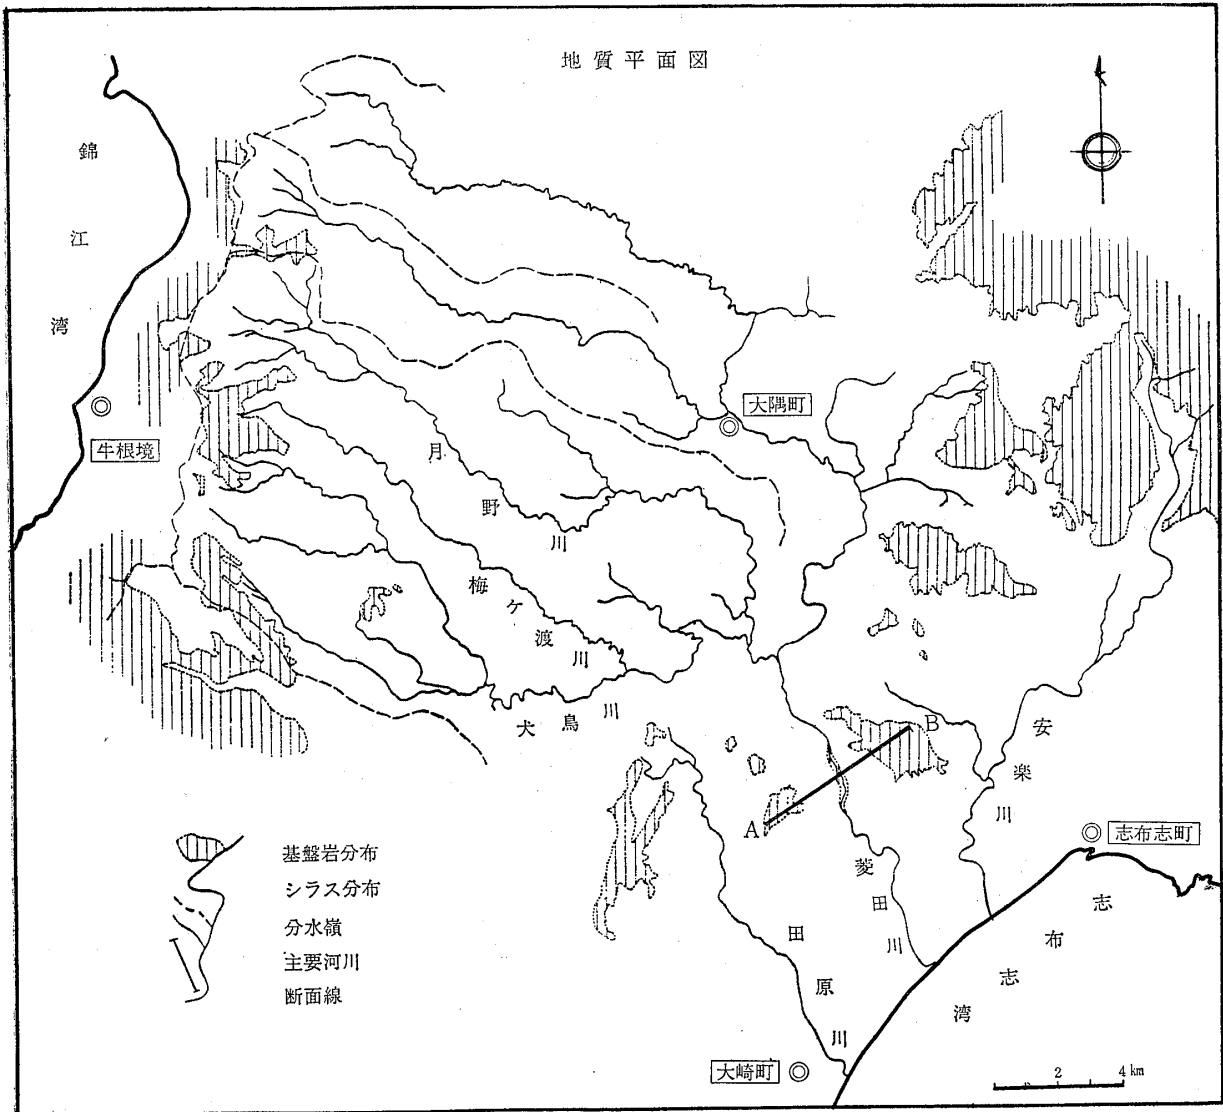 地質平面図
錦江湾
牛根境
大隅町
月野川
梅ヶ渡川
犬鳥川
B
A
安楽川
志布志町
菱田川
田原川
志布志湾
大崎町
基盤岩分布
シラス分布
分水嶺
主要河川
断面線
2 4 km